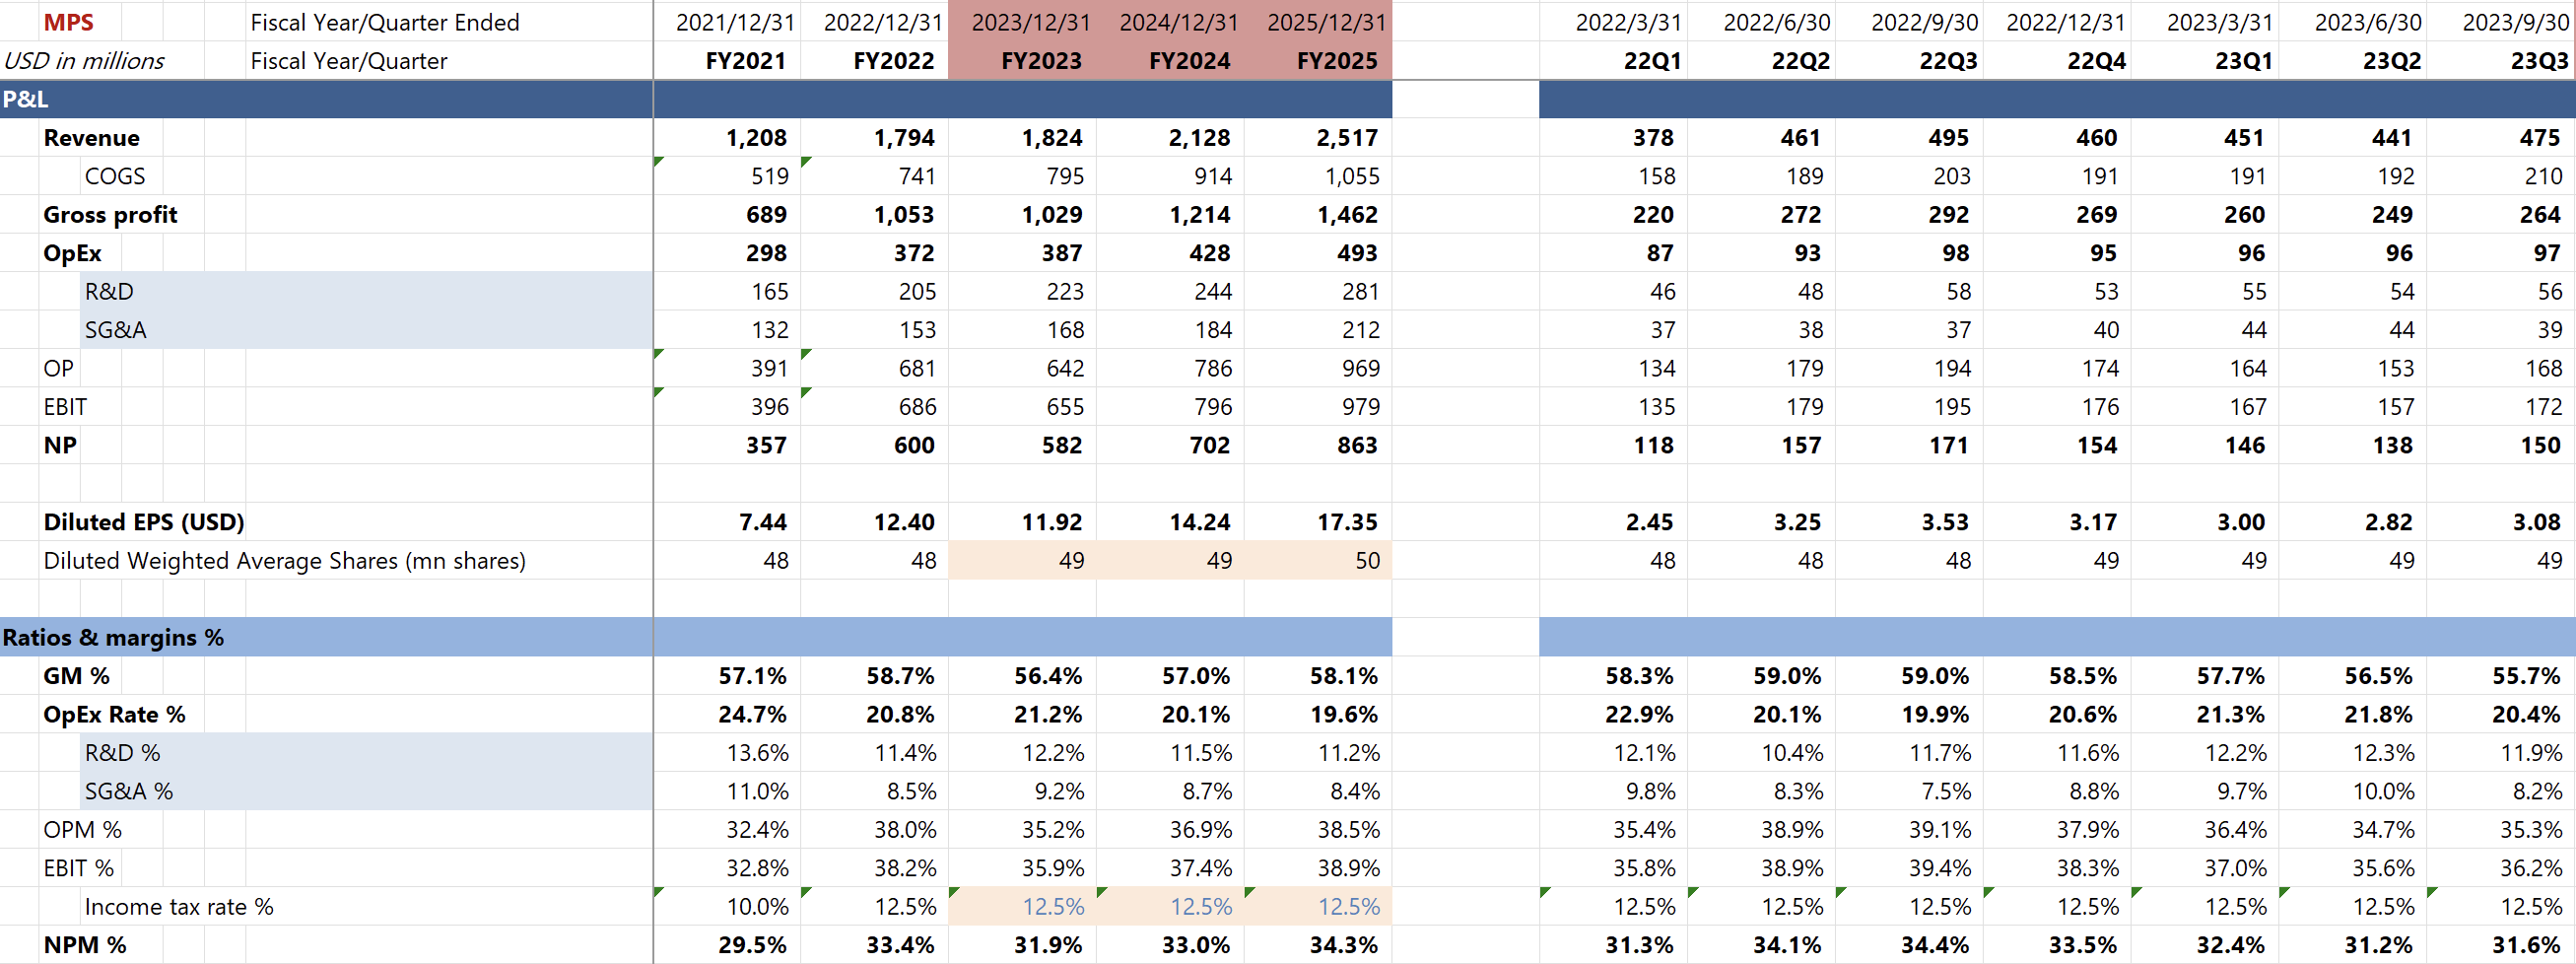 MPS Fiscal Year/Quarter Ended 2021/12/31 2022/12/31 2023/12/31 2024/12/31 2025/12/31 2022/3/31 2022/6/30 2022/9/30 2022/12/31 2023/3/31 2023/6/30 2023/9/30
USD in millions Fiscal Year/Quarter FY2021 FY2022 FY2023 FY2024 FY2025 22Q1 22Q2 22Q3 22Q4 23Q1 23Q2 23Q3
P&L
Revenue 1,208 1,794 1,824 2,128 2,517 378 461 495 460 451 441 475
COGS 519 741 795 914 1,055 158 189 203 191 191 192 210
Gross profit 689 1,053 1,029 1,214 1,462 220 272 292 269 260 249 264
OpEx 298 372 387 428 493 87 93 98 95 96 96 97
R&D 165 205 223 244 281 46 48 58 53 55 54 56
SG&A 132 153 168 184 212 37 38 37 40 44 44 39
OP 391 681 642 786 969 134 179 194 174 164 153 168
EBIT 396 686 655 796 979 135 179 195 176 167 157 172
NP 357 600 582 702 863 118 157 171 154 146 138 150
Diluted EPS (USD) 7.44 12.40 11.92 14.24 17.35 2.45 3.25 3.53 3.17 3.00 2.82 3.08
Diluted Weighted Average Shares (mn shares) 48 48 49 49 50 48 48 48 49 49 49 49
Ratios & margins %
GM % 57.1% 58.7% 56.4% 57.0% 58.1% 58.3% 59.0% 59.0% 58.5% 57.7% 56.5% 55.7%
OpEx Rate % 24.7% 20.8% 21.2% 20.1% 19.6% 22.9% 20.1% 19.9% 20.6% 21.3% 21.8% 20.4%
R&D % 13.6% 11.4% 12.2% 11.5% 11.2% 12.1% 10.4% 11.7% 11.6% 12.2% 12.3% 11.9%
SG&A % 11.0% 8.5% 9.2% 8.7% 8.4% 9.8% 8.3% 7.5% 8.8% 9.7% 10.0% 8.2%
OPM % 32.4% 38.0% 35.2% 36.9% 38.5% 35.4% 38.9% 39.1% 37.9% 36.4% 34.7% 35.3%
EBIT % 32.8% 38.2% 35.9% 37.4% 38.9% 35.8% 38.9% 39.4% 38.3% 37.0% 35.6% 36.2%
Income tax rate % 10.0% 12.5% 12.5% 12.5% 12.5% 12.5% 12.5% 12.5% 12.5% 12.5% 12.5% 12.5%
NPM % 29.5% 33.4% 31.9% 33.0% 34.3% 31.3% 34.1% 34.4% 33.5% 32.4% 31.2% 31.6%